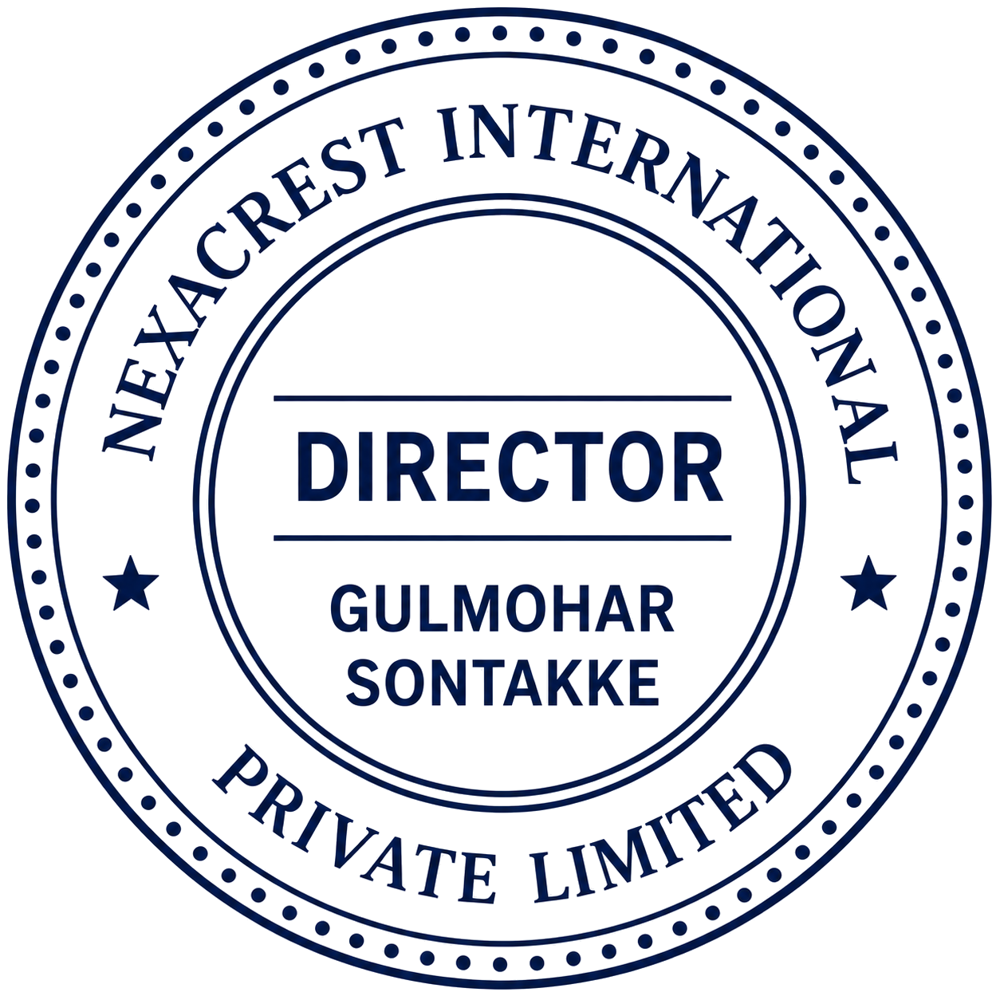 NEXACREST INTERNATIONAL
DIRECTOR
GULMOHAR
SONTAKKE
PRIVATE LIMITED